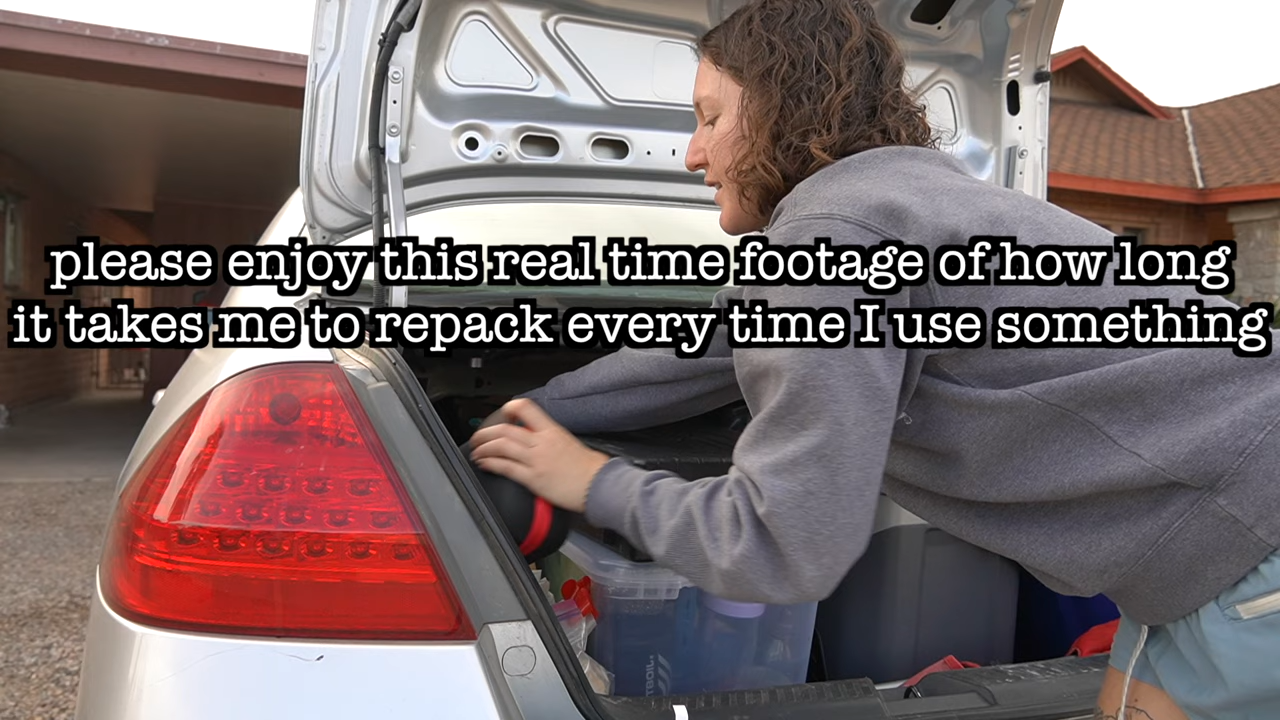 please enjoy this real time footage of how long
it takes me to repack every time I use something